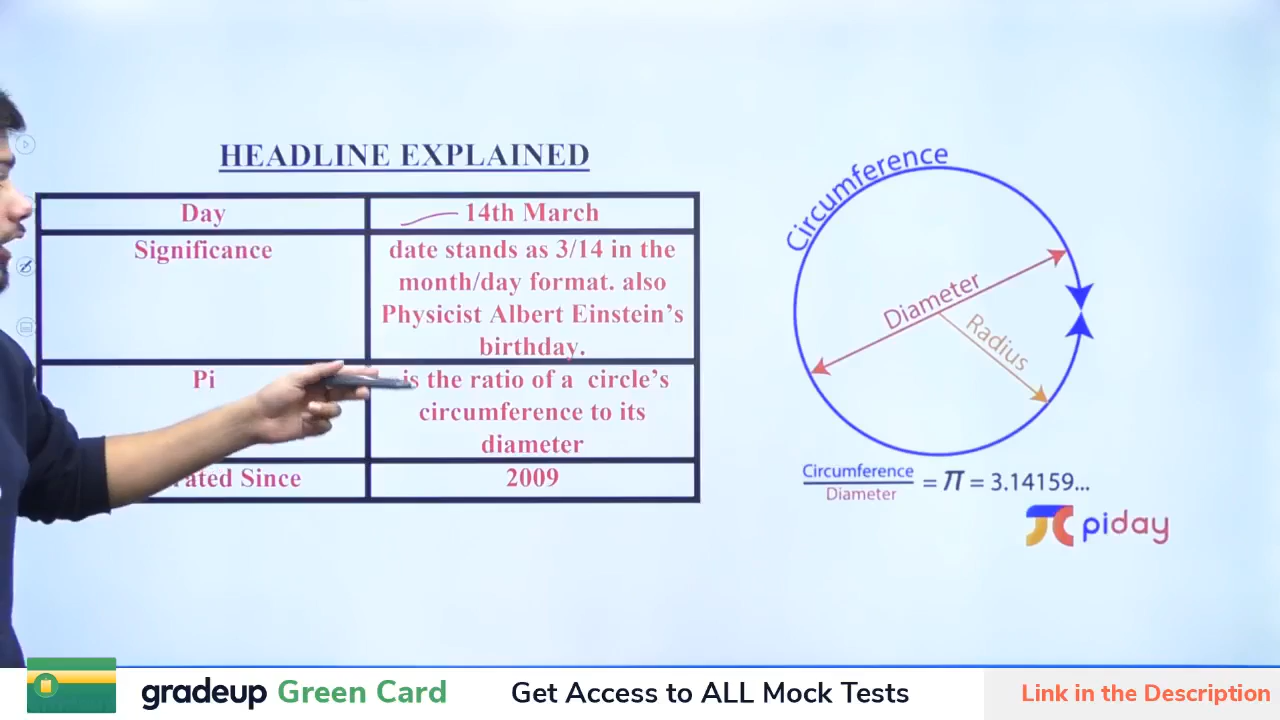 HEADLINE EXPLAINED
Day
14th March
Significance
date stands as 3/14 in the
month/day format. also
Physicist Albert Einstein’s
birthday.
Pi
is the ratio of a circle’s
circumference to its
diameter
rated Since
2009
Circumference
Diameter
Radius
Circumference
Diameter
= π = 3.14159...
piday
gradeup Green Card
Get Access to ALL Mock Tests
Link in the Description